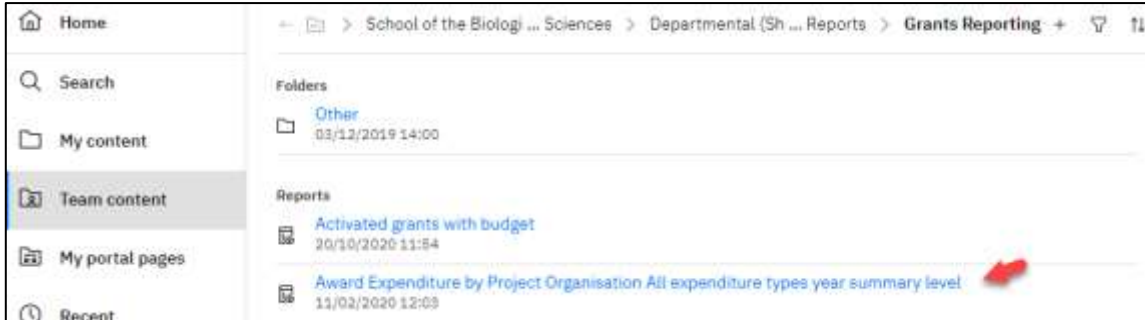 Home
School of the Biologi ... Sciences > Departmental (Sh ... Reports > Grants Reporting +
Search
Folders
Other
03/12/2019 14:00
My content
Team content
Reports
Activated grants with budget
20/10/2020 11:54
My portal pages
Award Expenditure by Project Organisation All expenditure types year summary level
11/02/2020 12:03
Recent